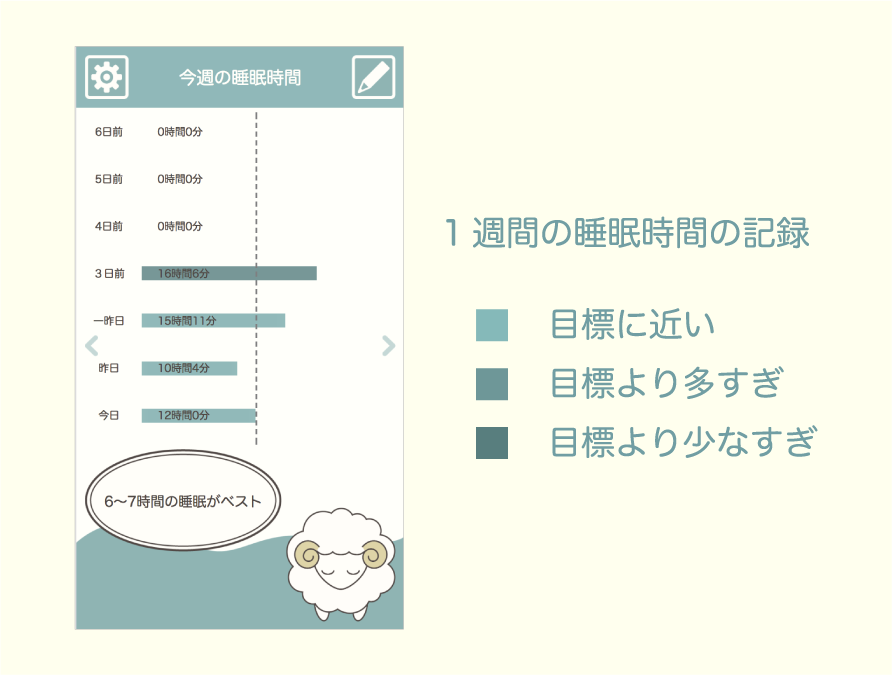 今週の睡眠時間
6日前 0時間0分
5日前 0時間0分
4日前 0時間0分
3日前 16時間6分
一昨日 15時間11分
昨日 10時間4分
今日 12時間0分
6〜7時間の睡眠がベスト
1週間の睡眠時間の記録
目標に近い
目標より多すぎ
目標より少なすぎ